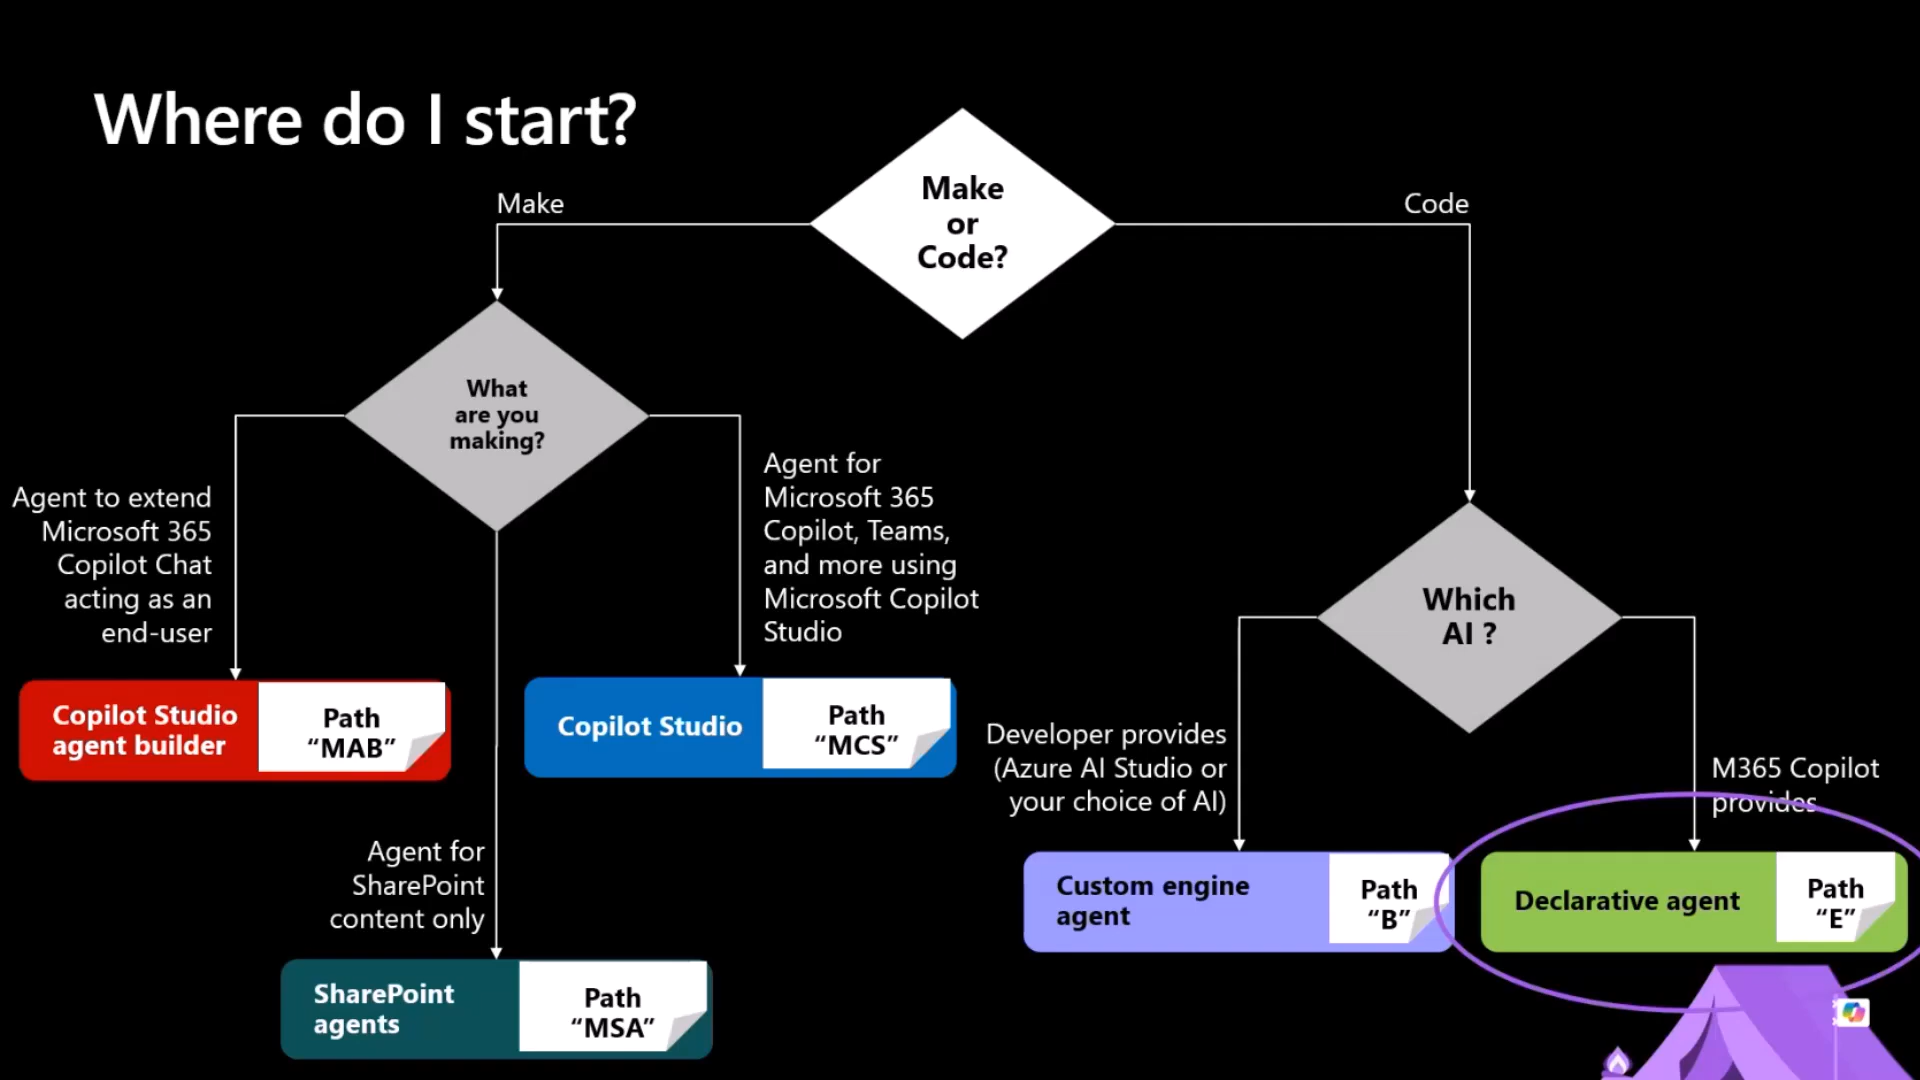 Where do I start?
Make
or
Code?
Make
Code
What
are you
making?
Agent to extend
Microsoft 365
Copilot Chat
acting as an
end-user
Agent for
Microsoft 365
Copilot, Teams,
and more using
Microsoft Copilot
Studio
Which
AI ?
Copilot Studio
agent builder
Path
“MAB”
Copilot Studio
Path
“MCS”
Developer provides
(Azure AI Studio or
your choice of AI)
M365 Copilot
provides
Agent for
SharePoint
content only
Custom engine
agent
Path
“B”
Declarative agent
Path
“E”
SharePoint
agents
Path
“MSA”